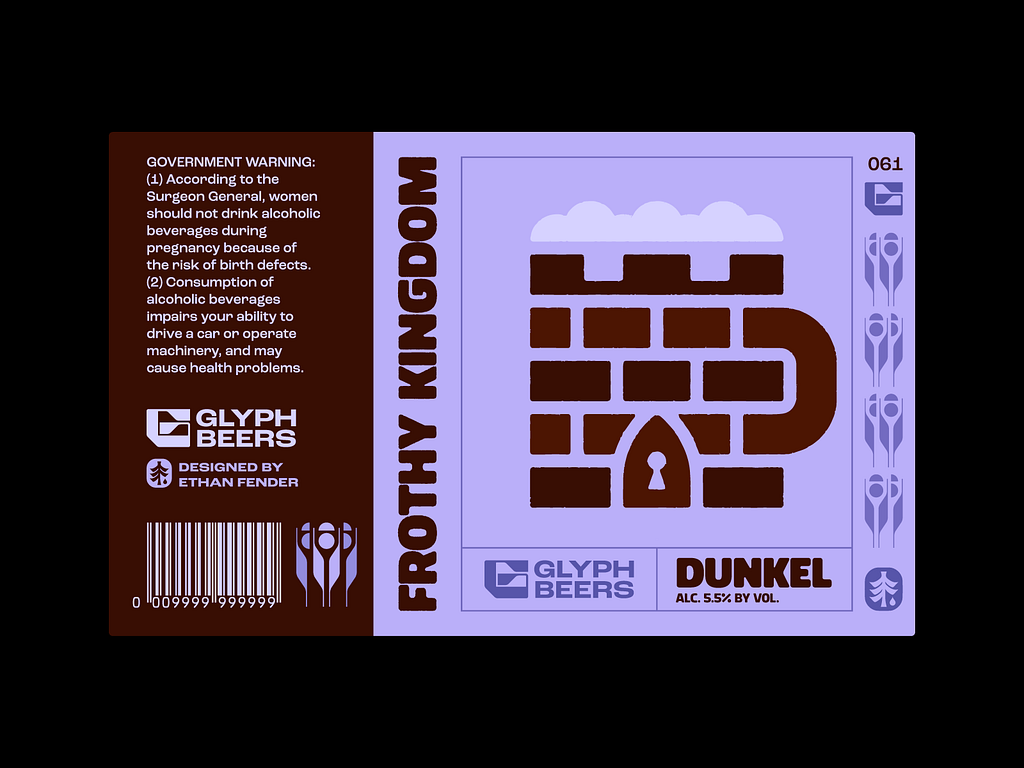 GOVERNMENT WARNING:
(1) According to the
Surgeon General, women
should not drink alcoholic
beverages during
pregnancy because of
the risk of birth defects.
(2) Consumption of
alcoholic beverages
impairs your ability to
drive a car or operate
machinery, and may
cause health problems.
GLYPH
BEERS
DESIGNED BY
ETHAN FENDER
0 009999 999999
FROTHY KINGDOM
GLYPH
BEERS
DUNKEL
ALC. 5.5% BY VOL.
061